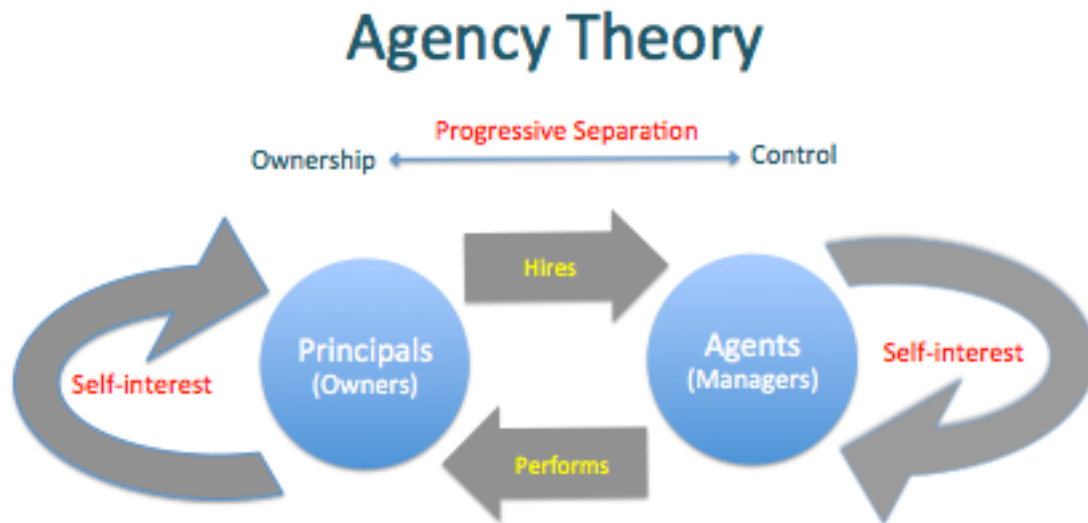 Agency Theory
Progressive Separation
Ownership
Control
Hires
Principals
(Owners)
Agents
(Managers)
Self-interest
Self-interest
Performs